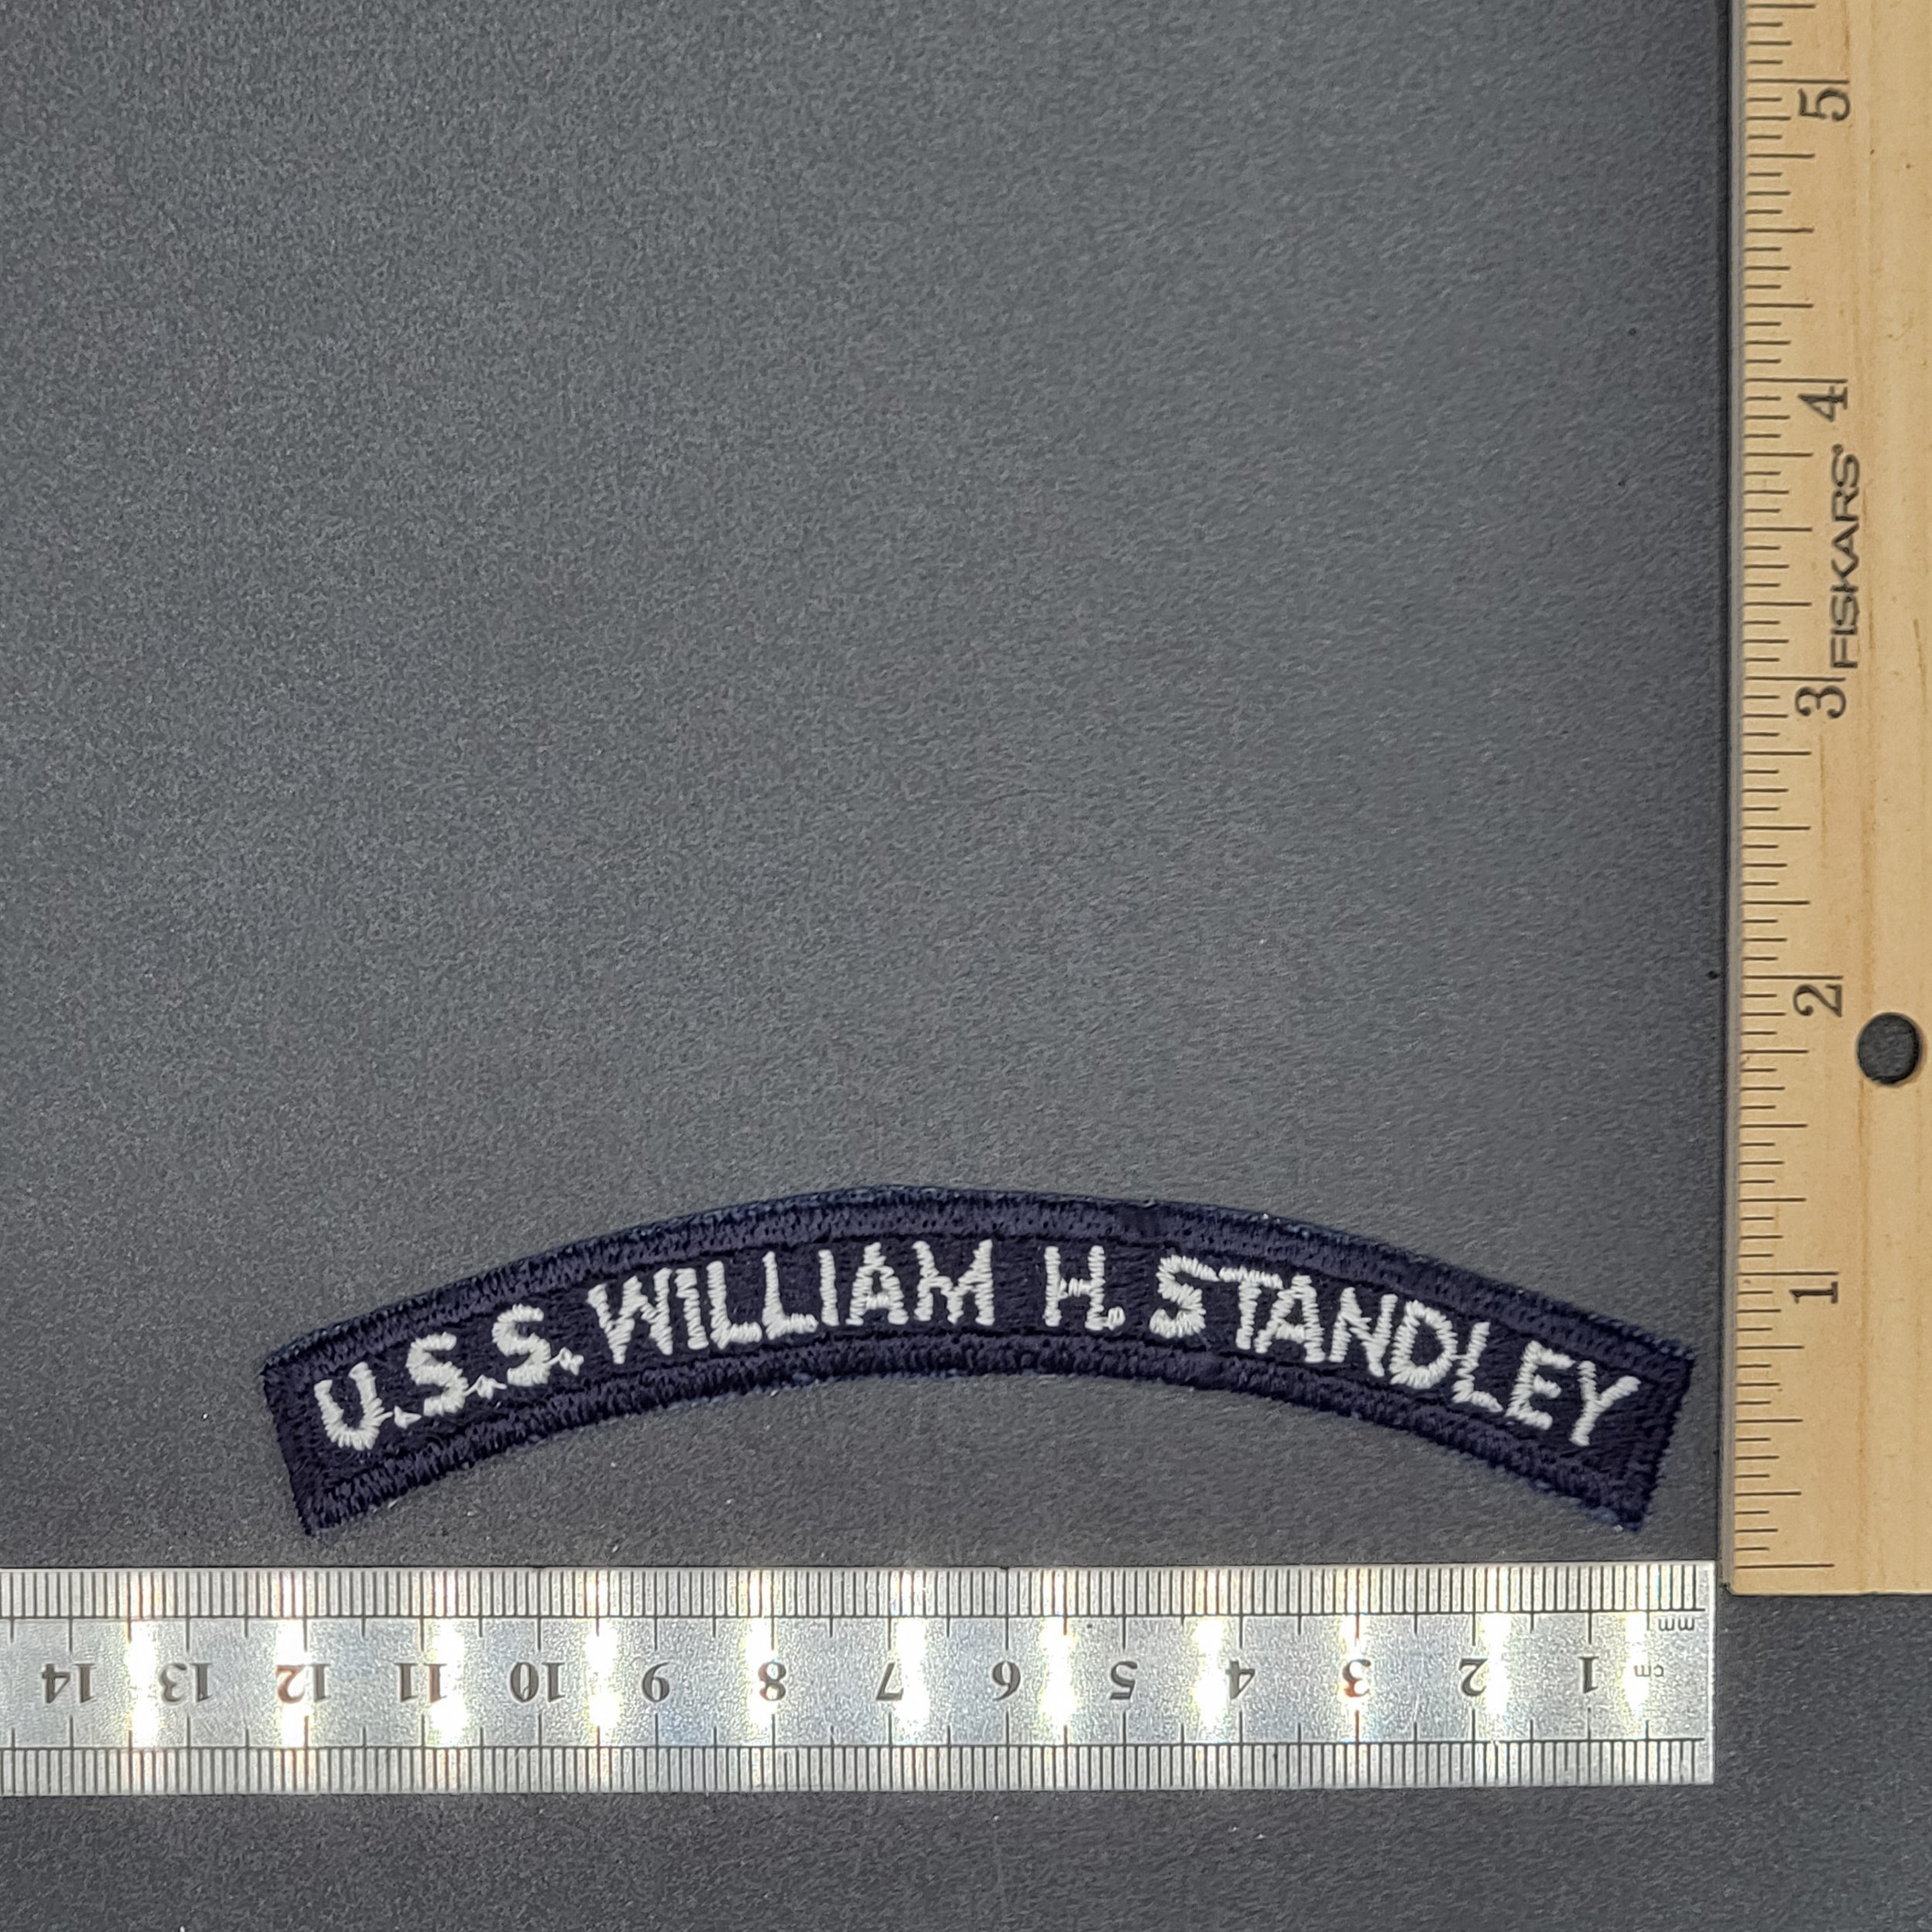 U.S.S. WILLIAM H. STANDLEY
5
4
FISKARS
3
2
1
mm
14 13 12 11 10 9 8 7 6 5 4 3 2 1 cm